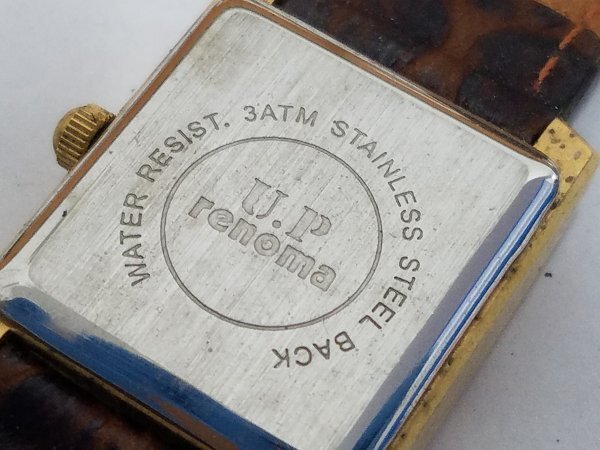 WATER RESIST. 3ATM STAINLESS STEEL BACK
U.P
renoma